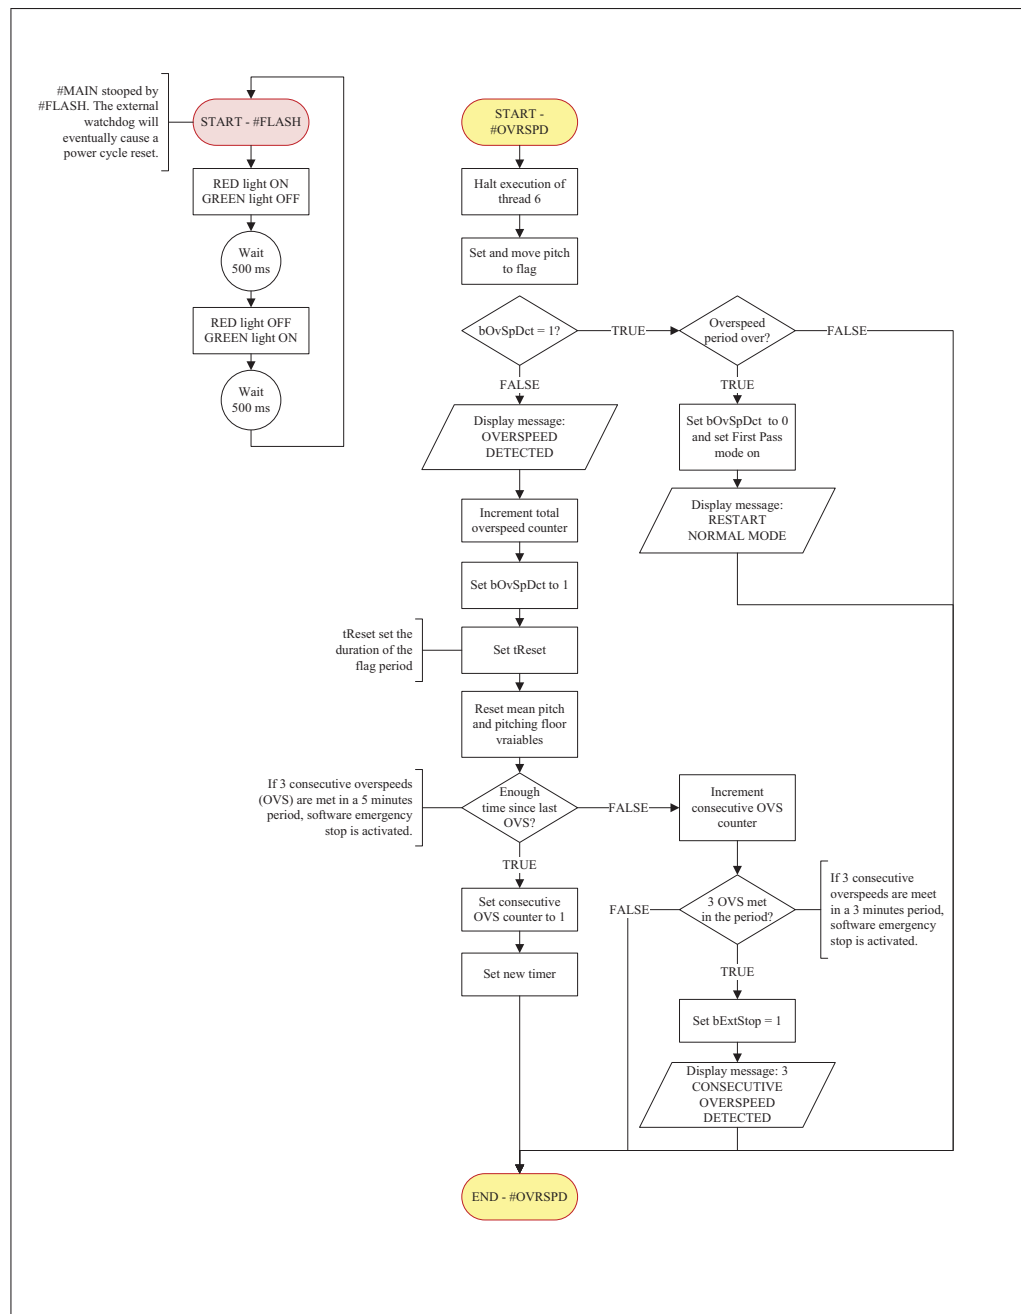 #MAIN stooped by
#FLASH. The external
watchdog will
eventually cause a
power cycle reset.
START - #FLASH
RED light ON
GREEN light OFF
Wait
500 ms
RED light OFF
GREEN light ON
Wait
500 ms
START -
#OVRSPD
Halt execution of
thread 6
Set and move pitch
to flag
bOvSpDct = 1?
TRUE
Overspeed
period over?
FALSE
FALSE
TRUE
Display message:
OVERSPEED
DETECTED
Set bOvSpDct to 0
and set First Pass
mode on
Increment total
overspeed counter
Display message:
RESTART
NORMAL MODE
Set bOvSpDct to 1
tReset set the
duration of the
flag period
Set tReset
Reset mean pitch
and pitching floor
vraiables
If 3 consecutive overspeeds
(OVS) are met in a 5 minutes
period, software emergency
stop is activated.
Enough
time since last
OVS?
FALSE
Increment
consecutive OVS
counter
TRUE
Set consecutive
OVS counter to 1
FALSE
3 OVS met
in the period?
If 3 consecutive
overspeeds are meet
in a 3 minutes period,
software emergency
stop is activated.
TRUE
Set new timer
Set bExtStop = 1
Display message: 3
CONSECUTIVE
OVERSPEED
DETECTED
END - #OVRSPD